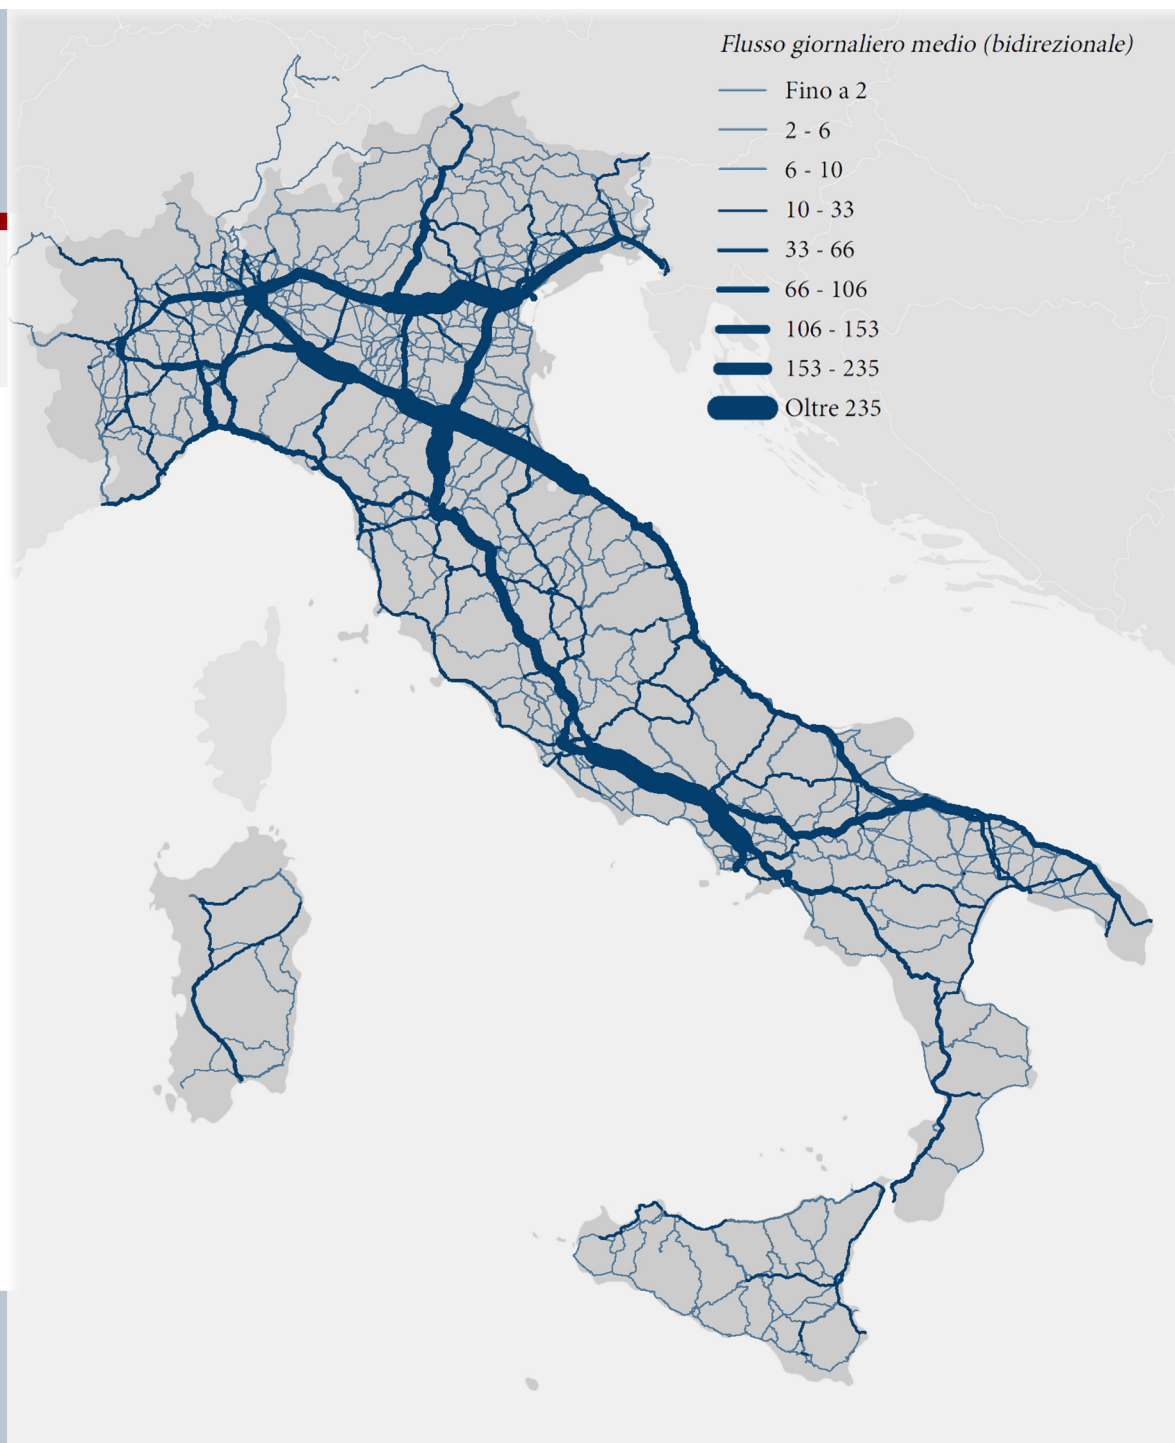 Flusso giornaliero medio (bidirezionale)
Fino a 2
2 - 6
6 - 10
10 - 33
33 - 66
66 - 106
106 - 153
153 - 235
Oltre 235